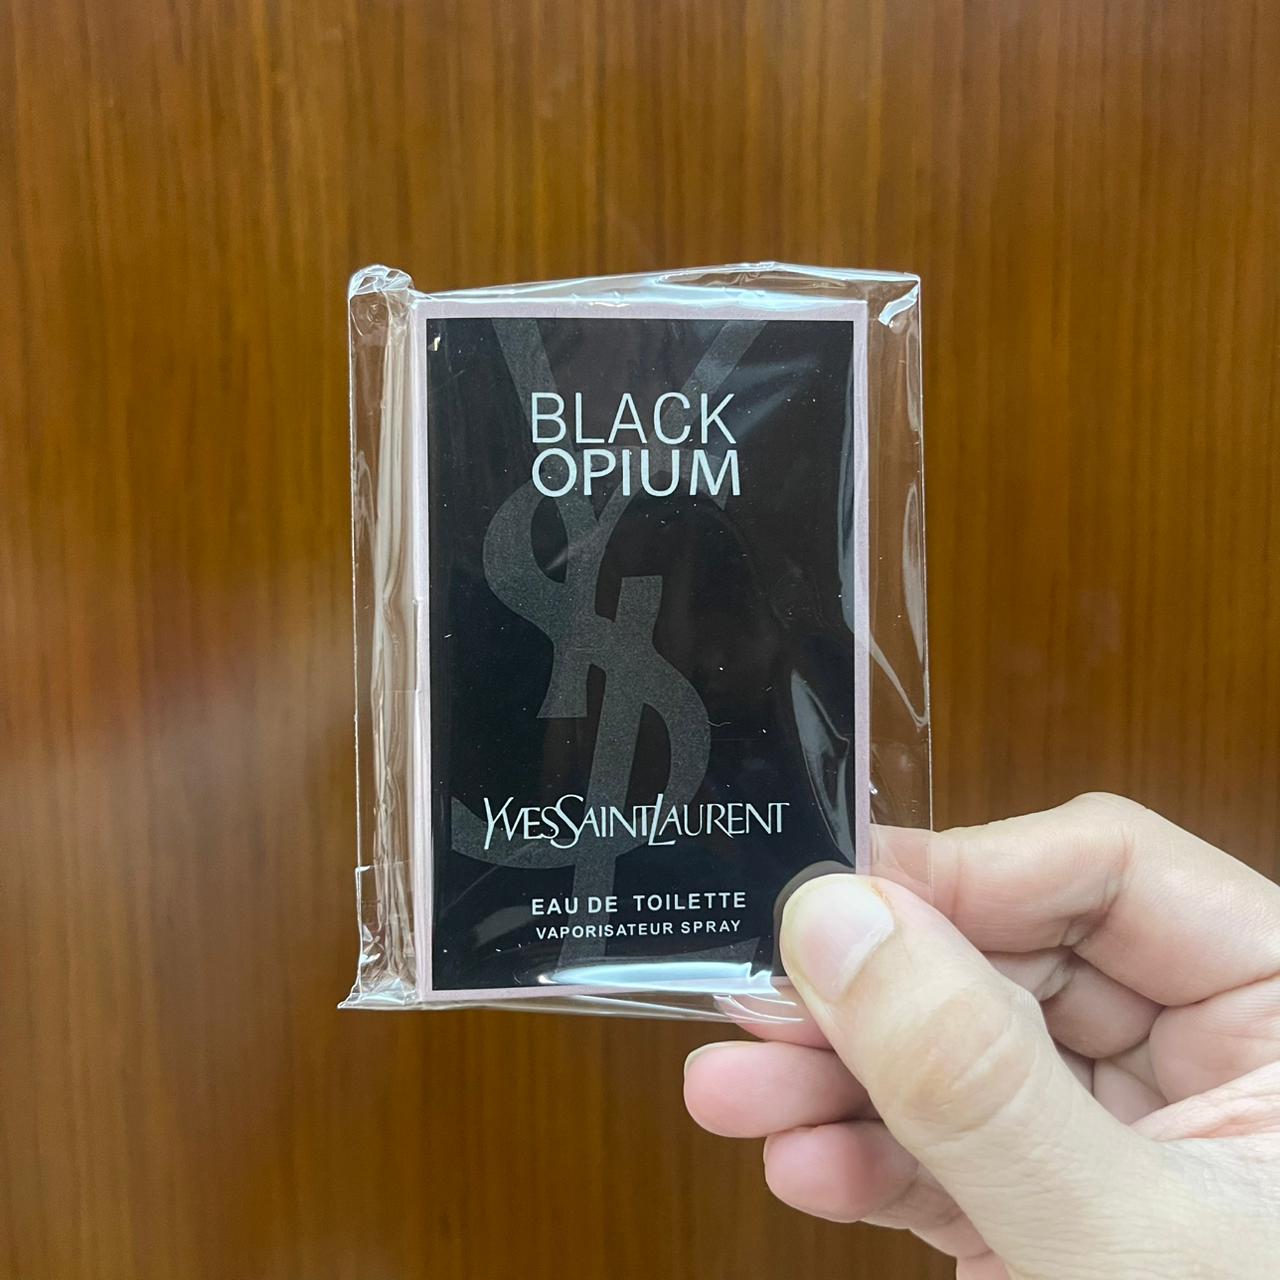 BLACK
OPIUM
YVESSAINTLAURENT
EAU DE TOILETTE
VAPORISATEUR SPRAY